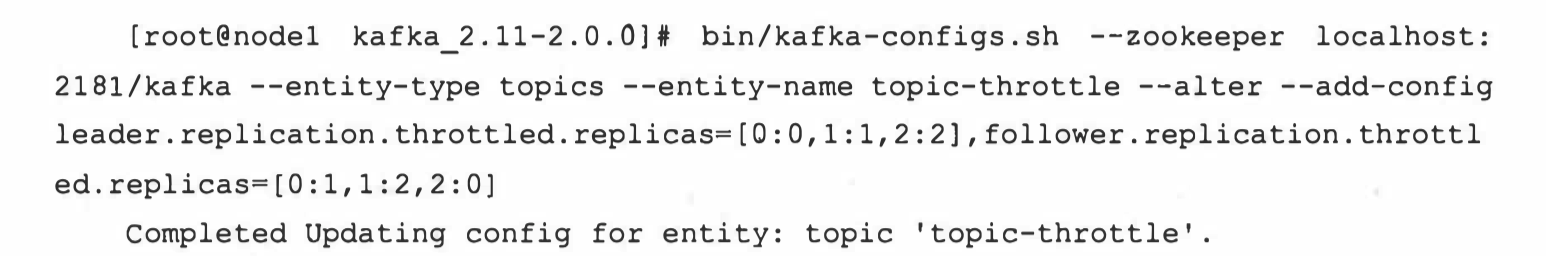 [root@node1 kafka_2.11-2.0.0]# bin/kafka-configs.sh --zookeeper localhost:
2181/kafka --entity-type topics --entity-name topic-throttle --alter --add-config
leader.replication.throttled.replicas=[0:0,1:1,2:2],follower.replication.throttl
ed.replicas=[0:1,1:2,2:0]
Completed Updating config for entity: topic 'topic-throttle'.